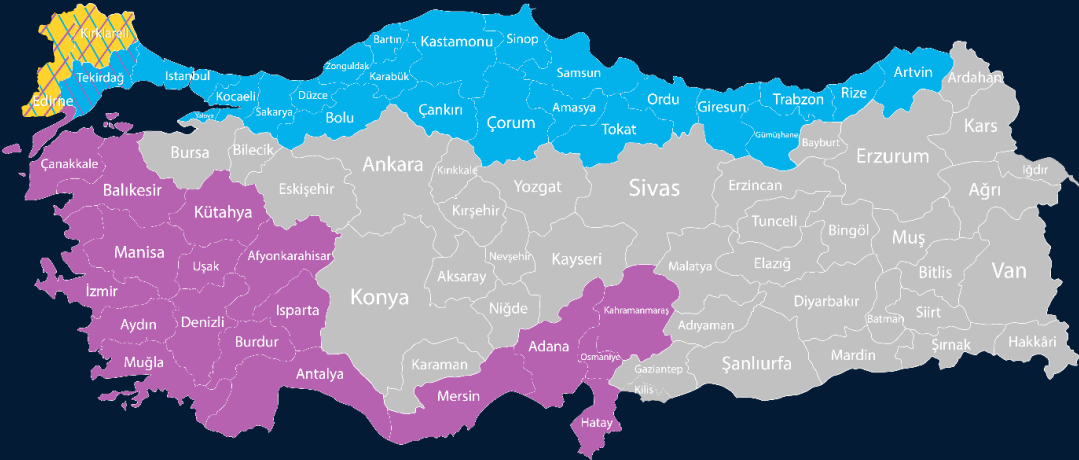 Kırklareli
Tekirdağ
Edirne
Istanbul
Kocaeli
Yalova
Sakarya
Düzce
Bolu
Zonguldak
Bartın
Karabük
Kastamonu
Sinop
Çankırı
Çorum
Samsun
Amasya
Tokat
Ordu
Giresun
Gümüşhane
Trabzon
Rize
Artvin
Ardahan
Kars
Bayburt
Erzurum
Iğdır
Ağrı
Çanakkale
Balıkesir
Bursa
Bilecik
Eskişehir
Kütahya
Ankara
Kırıkkale
Kırşehir
Yozgat
Sivas
Erzincan
Tunceli
Bingöl
Muş
Manisa
Uşak
Afyonkarahisar
Konya
Aksaray
Nevşehir
Kayseri
Niğde
Malatya
Elazığ
Bitlis
Van
İzmir
Aydın
Denizli
Isparta
Burdur
Muğla
Antalya
Karaman
Mersin
Adana
Kahramanmaraş
Osmaniye
Hatay
Adıyaman
Gaziantep
Kilis
Şanlıurfa
Diyarbakır
Batman
Siirt
Mardin
Şırnak
Hakkâri